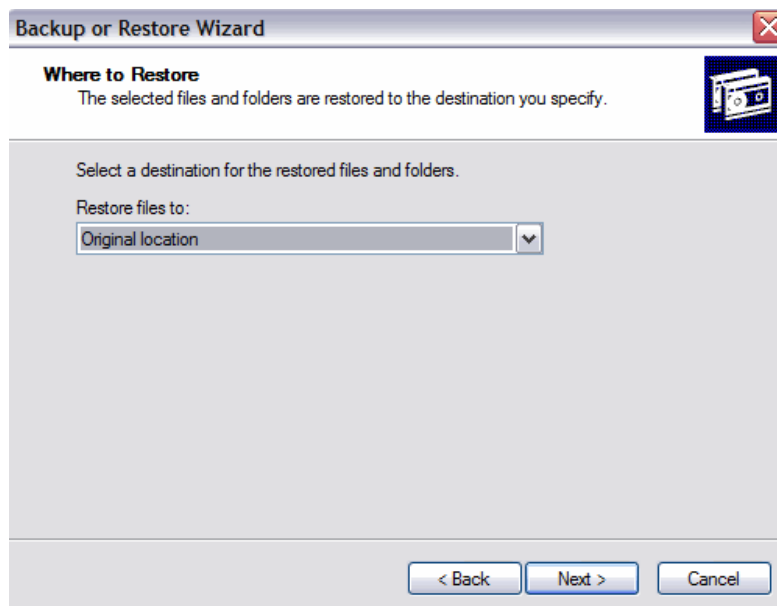 Backup or Restore Wizard
Where to Restore
The selected files and folders are restored to the destination you specify.
Select a destination for the restored files and folders.
Restore files to:
Original location
< Back Next > Cancel